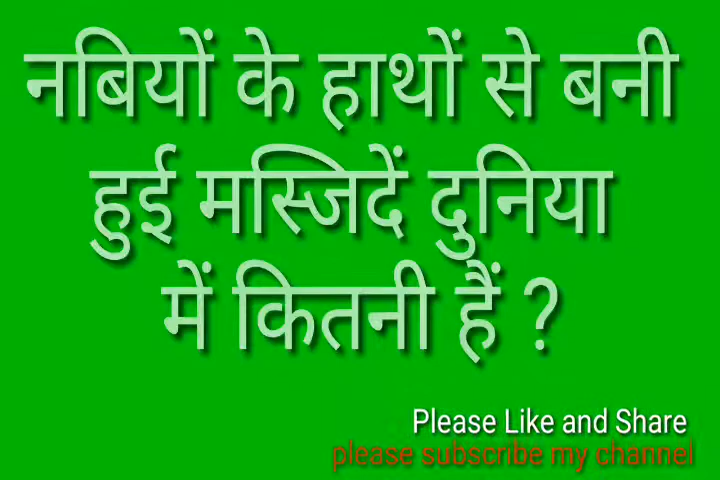 नबियों के हाथों से बनी
हुई मस्जिदें दुनिया
में कितनी हैं ?
Please Like and Share
please subscribe my channel